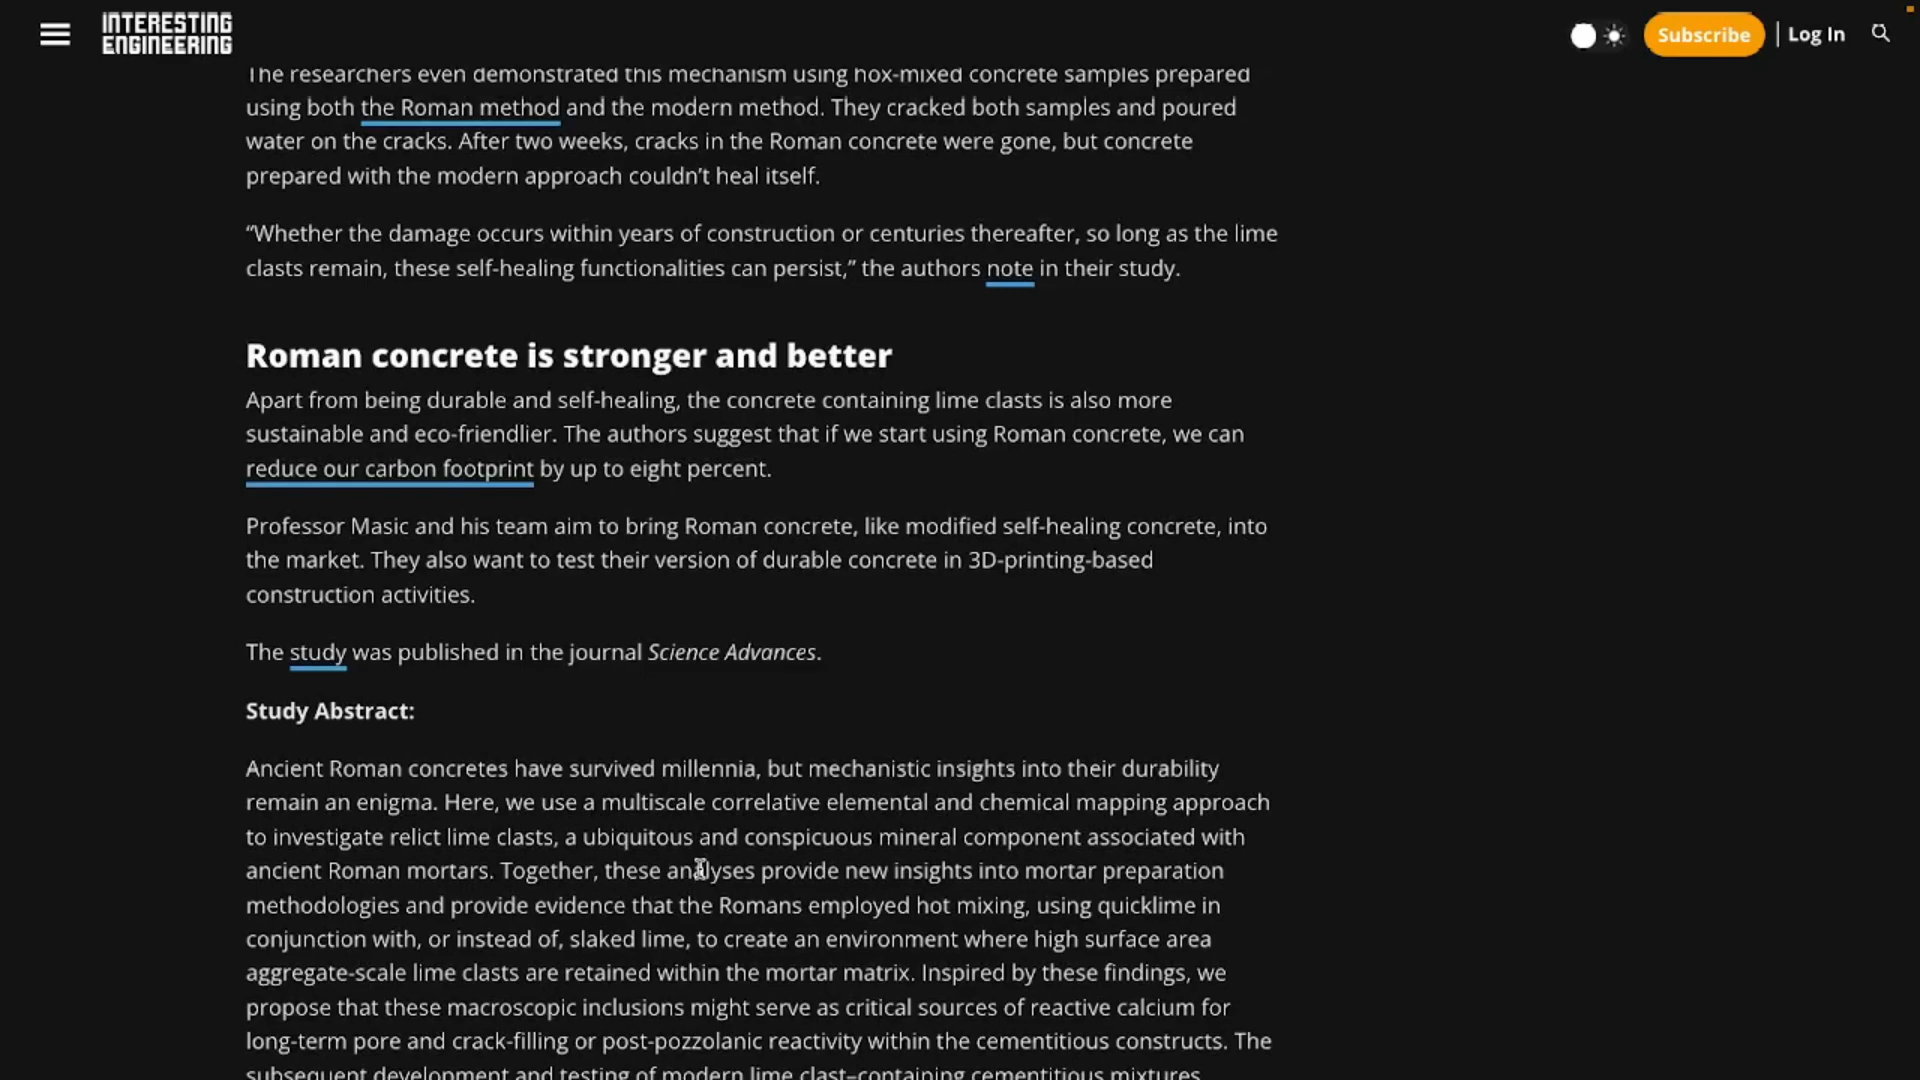 INTERESTING
ENGINEERING
Subscribe
Log In
The researchers even demonstrated this mechanism using hox-mixed concrete samples prepared
using both the Roman method and the modern method. They cracked both samples and poured
water on the cracks. After two weeks, cracks in the Roman concrete were gone, but concrete
prepared with the modern approach couldn’t heal itself.
“Whether the damage occurs within years of construction or centuries thereafter, so long as the lime
clasts remain, these self-healing functionalities can persist,” the authors note in their study.
Roman concrete is stronger and better
Apart from being durable and self-healing, the concrete containing lime clasts is also more
sustainable and eco-friendlier. The authors suggest that if we start using Roman concrete, we can
reduce our carbon footprint by up to eight percent.
Professor Masic and his team aim to bring Roman concrete, like modified self-healing concrete, into
the market. They also want to test their version of durable concrete in 3D-printing-based
construction activities.
The study was published in the journal Science Advances.
Study Abstract:
Ancient Roman concretes have survived millennia, but mechanistic insights into their durability
remain an enigma. Here, we use a multiscale correlative elemental and chemical mapping approach
to investigate relict lime clasts, a ubiquitous and conspicuous mineral component associated with
ancient Roman mortars. Together, these analyses provide new insights into mortar preparation
methodologies and provide evidence that the Romans employed hot mixing, using quicklime in
conjunction with, or instead of, slaked lime, to create an environment where high surface area
aggregate-scale lime clasts are retained within the mortar matrix. Inspired by these findings, we
propose that these macroscopic inclusions might serve as critical sources of reactive calcium for
long-term pore and crack-filling or post-pozzolanic reactivity within the cementitious constructs. The
subsequent development and testing of modern lime clast–containing cementitious mixtures